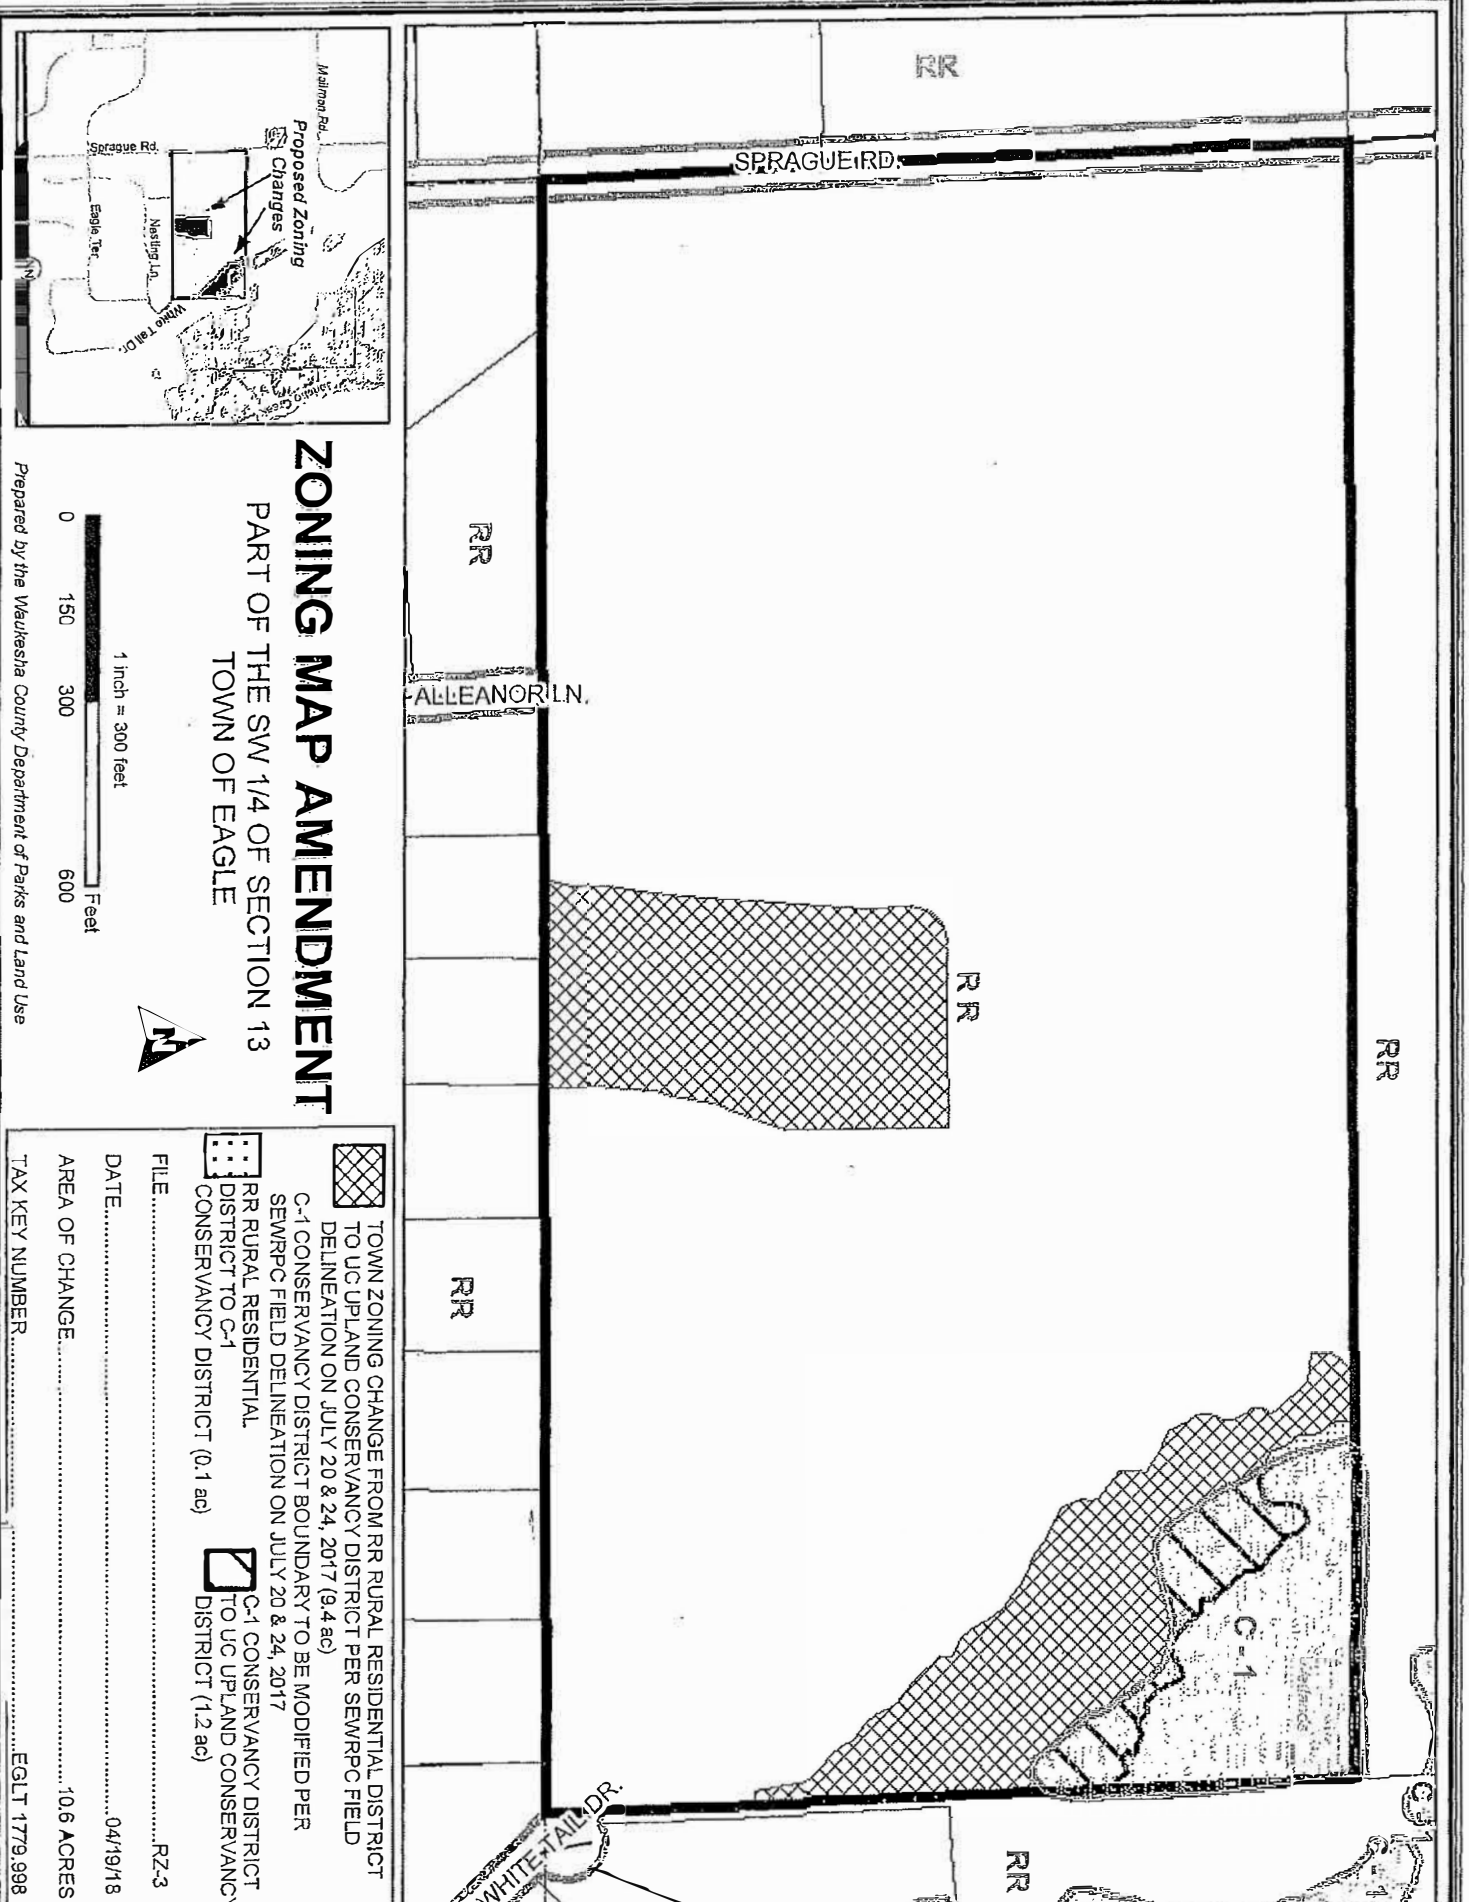 RR
SPRAGUE RD.
RR
ALLEANOR LN.
RR
RR
RR
C-1
Wetlands
RR
WHITE TAIL DR.
C-1
Mailman Rd.
Proposed Zoning
Changes
Sprague Rd.
Eagle Ter.
Nestling Ln.
White Tail Dr.
Creek
N
ZONING MAP AMENDMENT
PART OF THE SW 1/4 OF SECTION 13
TOWN OF EAGLE
1 inch = 300 feet
0 150 300 600
Feet
N
Prepared by the Waukesha County Department of Parks and Land Use
TOWN ZONING CHANGE FROM RR RURAL RESIDENTIAL DISTRICT
TO UC UPLAND CONSERVANCY DISTRICT PER SEWRPC FIELD
DELINEATION ON JULY 20 & 24, 2017 (9.4 ac)
C-1 CONSERVANCY DISTRICT BOUNDARY TO BE MODIFIED PER
SEWRPC FIELD DELINEATION ON JULY 20 & 24, 2017
RR RURAL RESIDENTIAL
DISTRICT TO C-1
CONSERVANCY DISTRICT (0.1 ac)
C-1 CONSERVANCY DISTRICT
TO UC UPLAND CONSERVANCY
DISTRICT (1.2 ac)
FILE..........RZ-3
DATE..........04/19/18
AREA OF CHANGE..........10.6 ACRES
TAX KEY NUMBER..........EGLT 1779.998